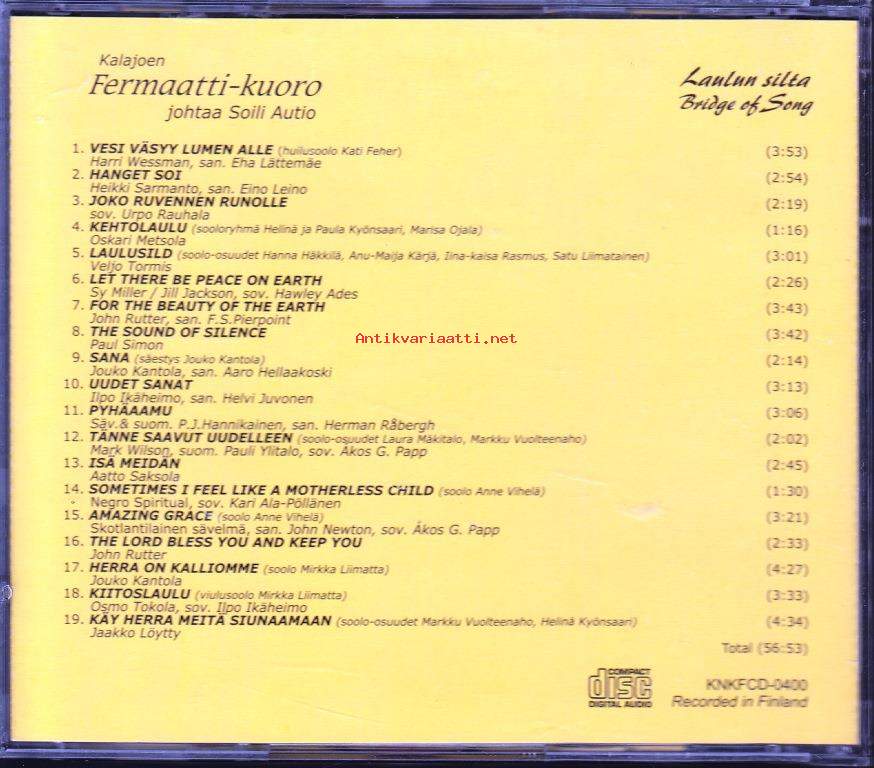 Kalajoen
Fermaatti-kuoro
johtaa Soili Autio
Laulun silta
Bridge of Song
1. VESI VÄSYY LUMEN ALLE (huilusoolo Kati Feher) (3:53)
Harri Wessman, san. Eha Lättemäe
2. HANGET SOI (2:54)
Heikki Sarmanto, san. Eino Leino
3. JOKO RUVENNEN RUNOLLE (2:19)
sov. Urpo Rauhala
4. KEHTOLAULU (sooloryhmä Helinä ja Paula Kyönsaari, Marisa Ojala) (1:16)
Oskari Metsola
5. LAULUSILD (soolo-osuudet Hanna Häkkilä, Anu-Maija Kärjä, Iina-kaisa Rasmus, Satu Liimatainen) (3:01)
Veljo Tormis
6. LET THERE BE PEACE ON EARTH (2:26)
Sy Miller / Jill Jackson, sov. Hawley Ades
7. FOR THE BEAUTY OF THE EARTH (3:43)
John Rutter, san. F.S.Pierpoint
8. THE SOUND OF SILENCE (3:42)
Paul Simon
Antikvariaatti.net
9. SANA (säestys Jouko Kantola) (2:14)
Jouko Kantola, san. Aaro Hellaakoski
10. UUDET SANAT (3:13)
Ilpo Ikäheimo, san. Helvi Juvonen
11. PYHÄAAMU (3:06)
Säv.& suom. P.J.Hannikainen, san. Herman Råbergh
12. TÄNNE SAAVUT UUDELLEEN (soolo-osuudet Laura Mäkitalo, Markku Vuolteenaho) (2:02)
Mark Wilson, suom. Pauli Ylitalo, sov. Ákos G. Papp
13. ISÄ MEIDÄN (2:45)
Aatto Saksola
14. SOMETIMES I FEEL LIKE A MOTHERLESS CHILD (soolo Anne Vihelä) (1:30)
Negro Spiritual, sov. Kari Ala-Pöllänen
15. AMAZING GRACE (soolo Anne Vihelä) (3:21)
Skotlantilainen sävelmä, san. John Newton, sov. Ákos G. Papp
16. THE LORD BLESS YOU AND KEEP YOU (2:33)
John Rutter
17. HERRA ON KALLIOMME (soolo Mirkka Liimatta) (4:27)
Jouko Kantola
18. KIITOSLAULU (viulusoolo Mirkka Liimatta) (3:33)
Osmo Tokola, sov. Ilpo Ikäheimo
19. KÄY HERRA MEITÄ SIUNAAMAAN (soolo-osuudet Markku Vuolteenaho, Helinä Kyönsaari) (4:34)
Jaakko Löytty
Total (56:53)
COMPACT
disc
DIGITAL AUDIO
KNKFCD-0400
Recorded in Finland